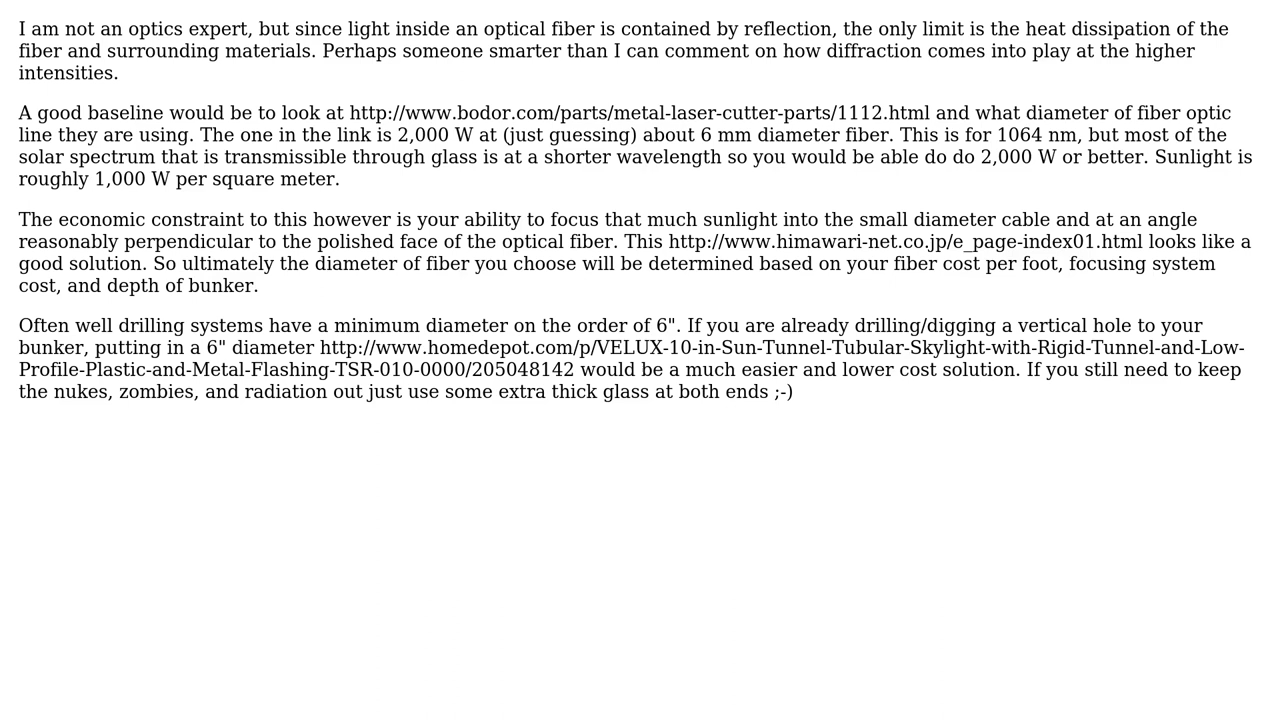 I am not an optics expert, but since light inside an optical fiber is contained by reflection, the only limit is the heat dissipation of the
fiber and surrounding materials. Perhaps someone smarter than I can comment on how diffraction comes into play at the higher
intensities.
A good baseline would be to look at http://www.bodor.com/parts/metal-laser-cutter-parts/1112.html and what diameter of fiber optic
line they are using. The one in the link is 2,000 W at (just guessing) about 6 mm diameter fiber. This is for 1064 nm, but most of the
solar spectrum that is transmissible through glass is at a shorter wavelength so you would be able do do 2,000 W or better. Sunlight is
roughly 1,000 W per square meter.
The economic constraint to this however is your ability to focus that much sunlight into the small diameter cable and at an angle
reasonably perpendicular to the polished face of the optical fiber. This http://www.himawari-net.co.jp/e_page-index01.html looks like a
good solution. So ultimately the diameter of fiber you choose will be determined based on your fiber cost per foot, focusing system
cost, and depth of bunker.
Often well drilling systems have a minimum diameter on the order of 6". If you are already drilling/digging a vertical hole to your
bunker, putting in a 6" diameter http://www.homedepot.com/p/VELUX-10-in-Sun-Tunnel-Tubular-Skylight-with-Rigid-Tunnel-and-Low-
Profile-Plastic-and-Metal-Flashing-TSR-010-0000/205048142 would be a much easier and lower cost solution. If you still need to keep
the nukes, zombies, and radiation out just use some extra thick glass at both ends ;-)